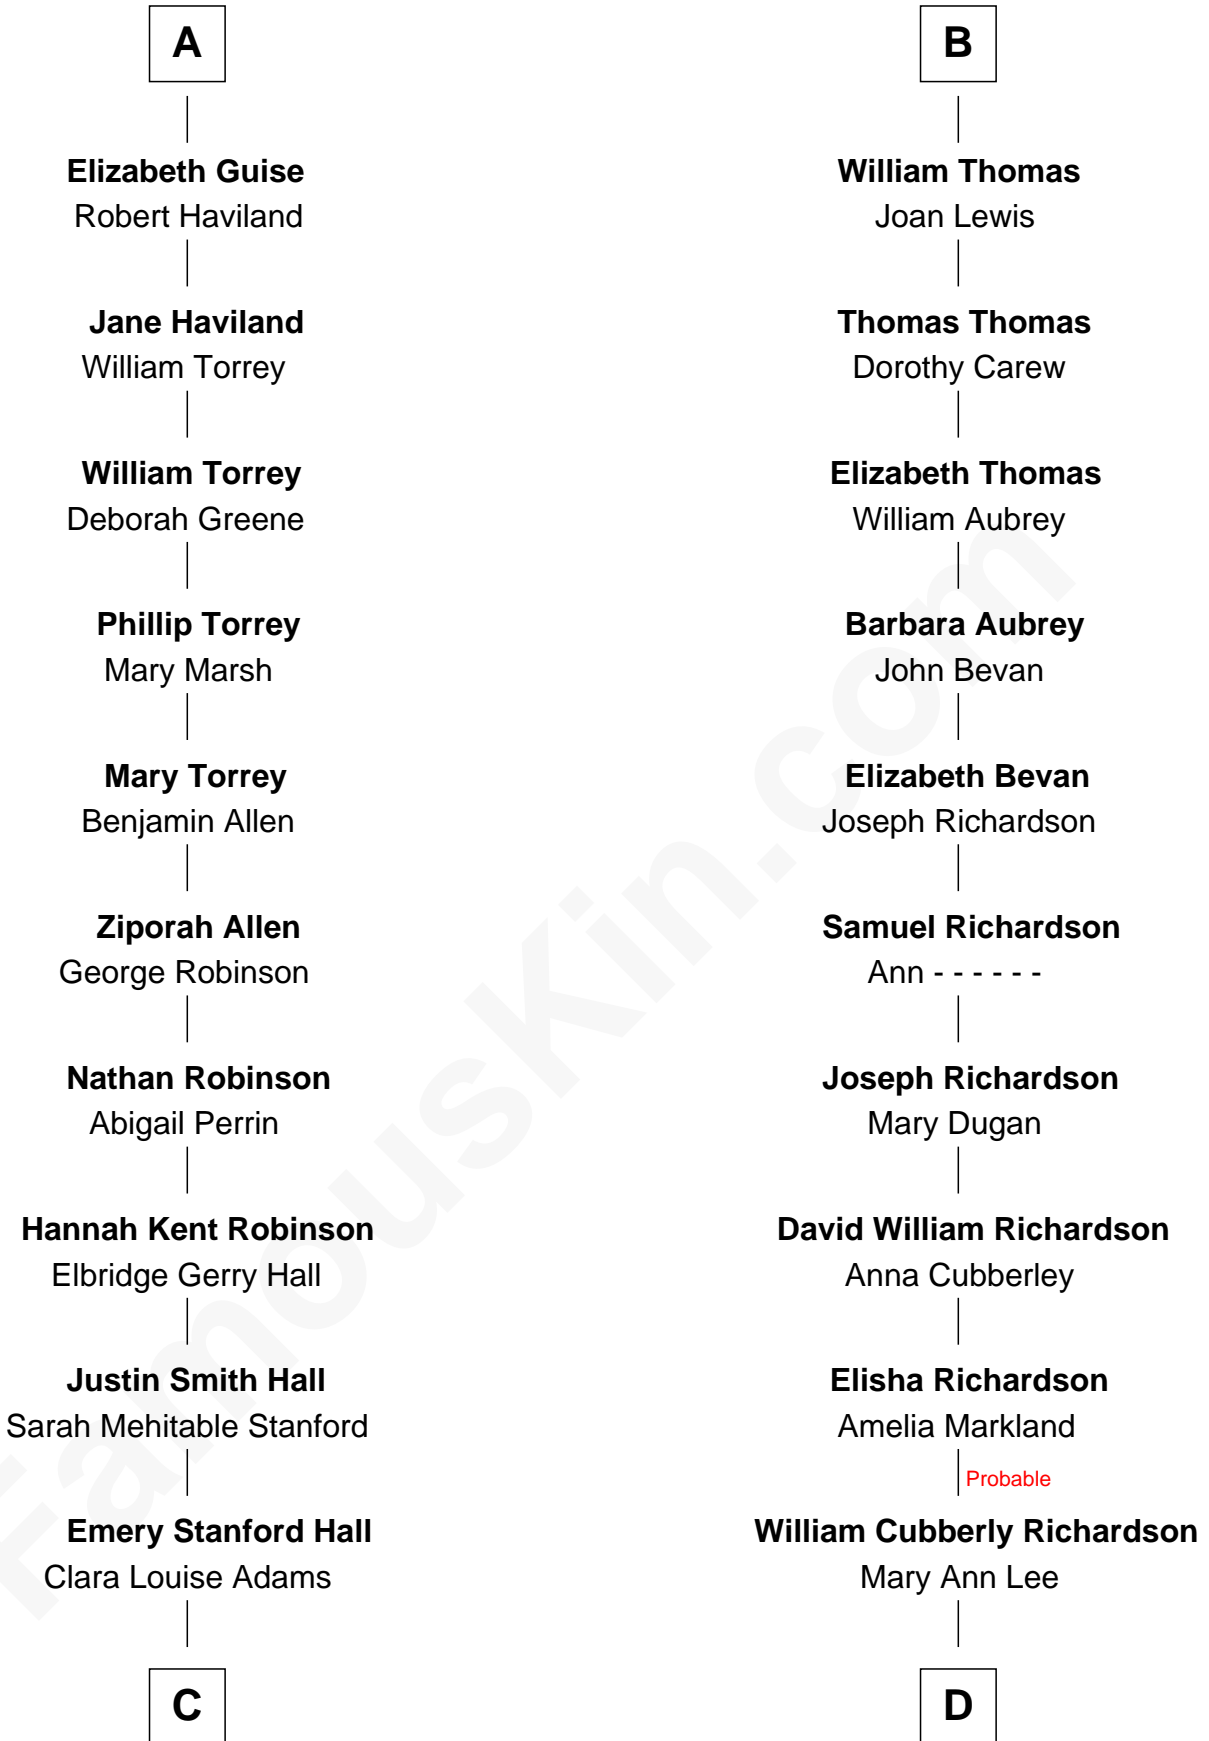 A
Elizabeth Guise
Robert Haviland
Jane Haviland
William Torrey
William Torrey
Deborah Greene
Phillip Torrey
Mary Marsh
Mary Torrey
Benjamin Allen
Ziporah Allen
George Robinson
Nathan Robinson
Abigail Perrin
Hannah Kent Robinson
Elbridge Gerry Hall
Justin Smith Hall
Sarah Mehitable Stanford
Emery Stanford Hall
Clara Louise Adams
C
B
William Thomas
Joan Lewis
Thomas Thomas
Dorothy Carew
Elizabeth Thomas
William Aubrey
Barbara Aubrey
John Bevan
Elizabeth Bevan
Joseph Richardson
Samuel Richardson
Ann - - - - - -
Joseph Richardson
Mary Dugan
David William Richardson
Anna Cubberley
Elisha Richardson
Amelia Markland
Probable
William Cubberly Richardson
Mary Ann Lee
D
FamousKin.com